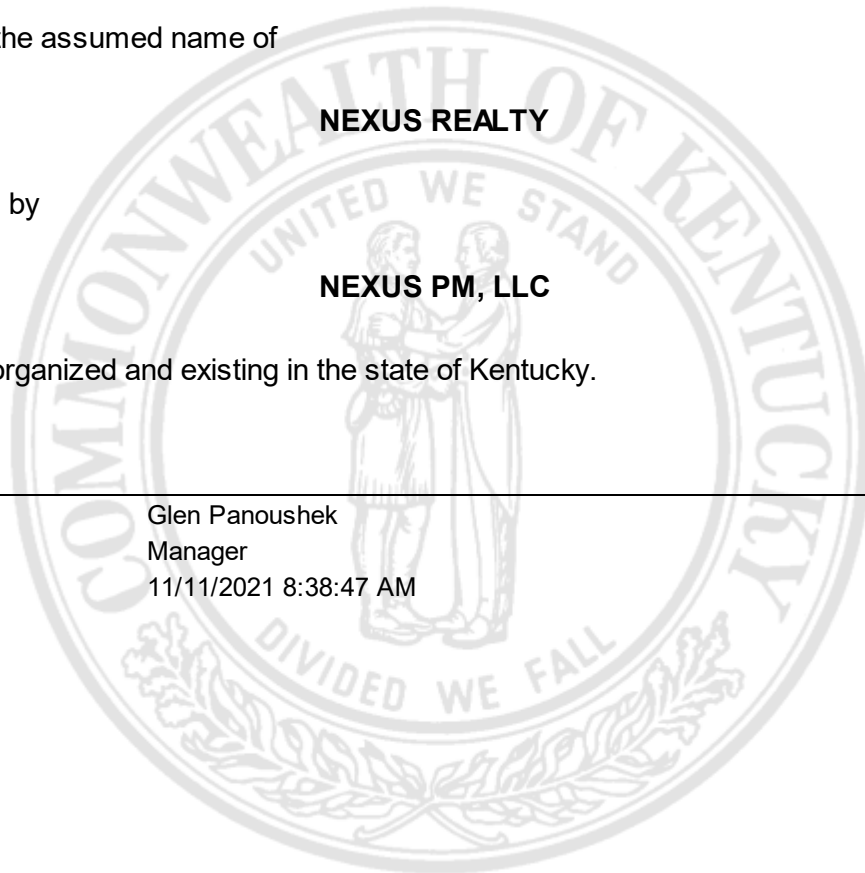 the assumed name of
NEXUS REALTY
by
NEXUS PM, LLC
organized and existing in the state of Kentucky.
Glen Panoushek
Manager
11/11/2021 8:38:47 AM
COMMONWEALTH OF KENTUCKY
UNITED WE STAND
DIVIDED WE FALL